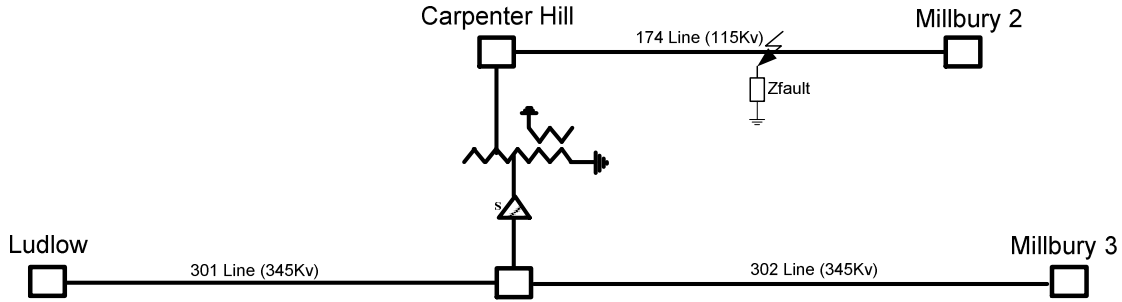 Carpenter Hill
Millbury 2
174 Line (115Kv)
Zfault
S
Ludlow
301 Line (345Kv)
302 Line (345Kv)
Millbury 3